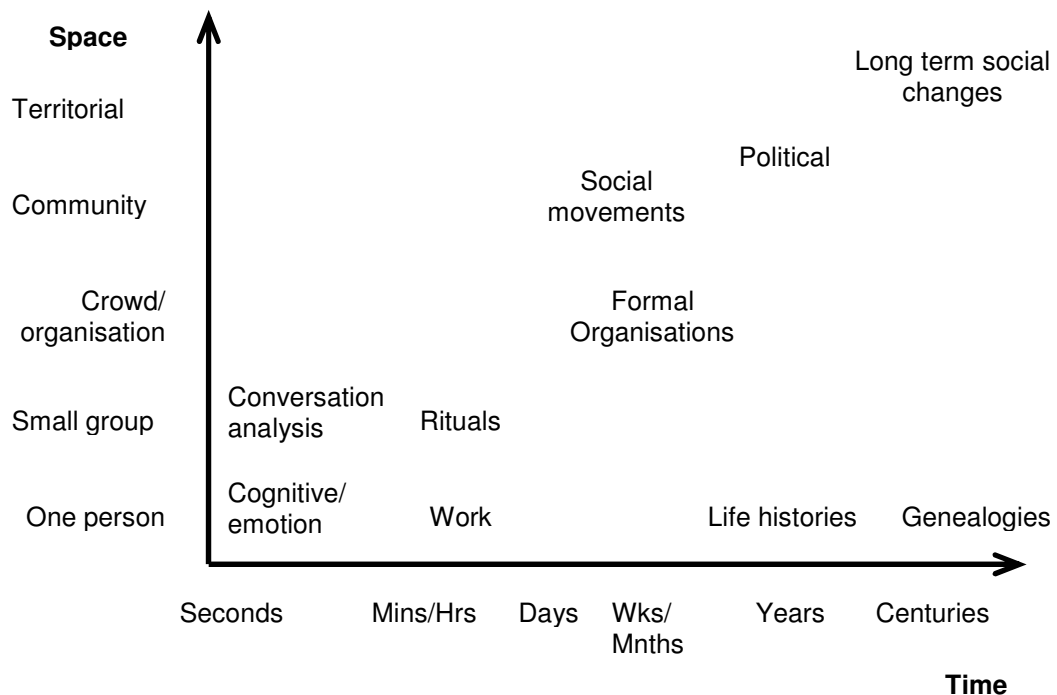 Space
Long term social
changes
Territorial
Political
Social
movements
Community
Crowd/
organisation
Formal
Organisations
Conversation
analysis
Small group
Rituals
Cognitive/
emotion
One person
Work
Life histories
Genealogies
Seconds
Mins/Hrs
Days
Wks/
Mnths
Years
Centuries
Time